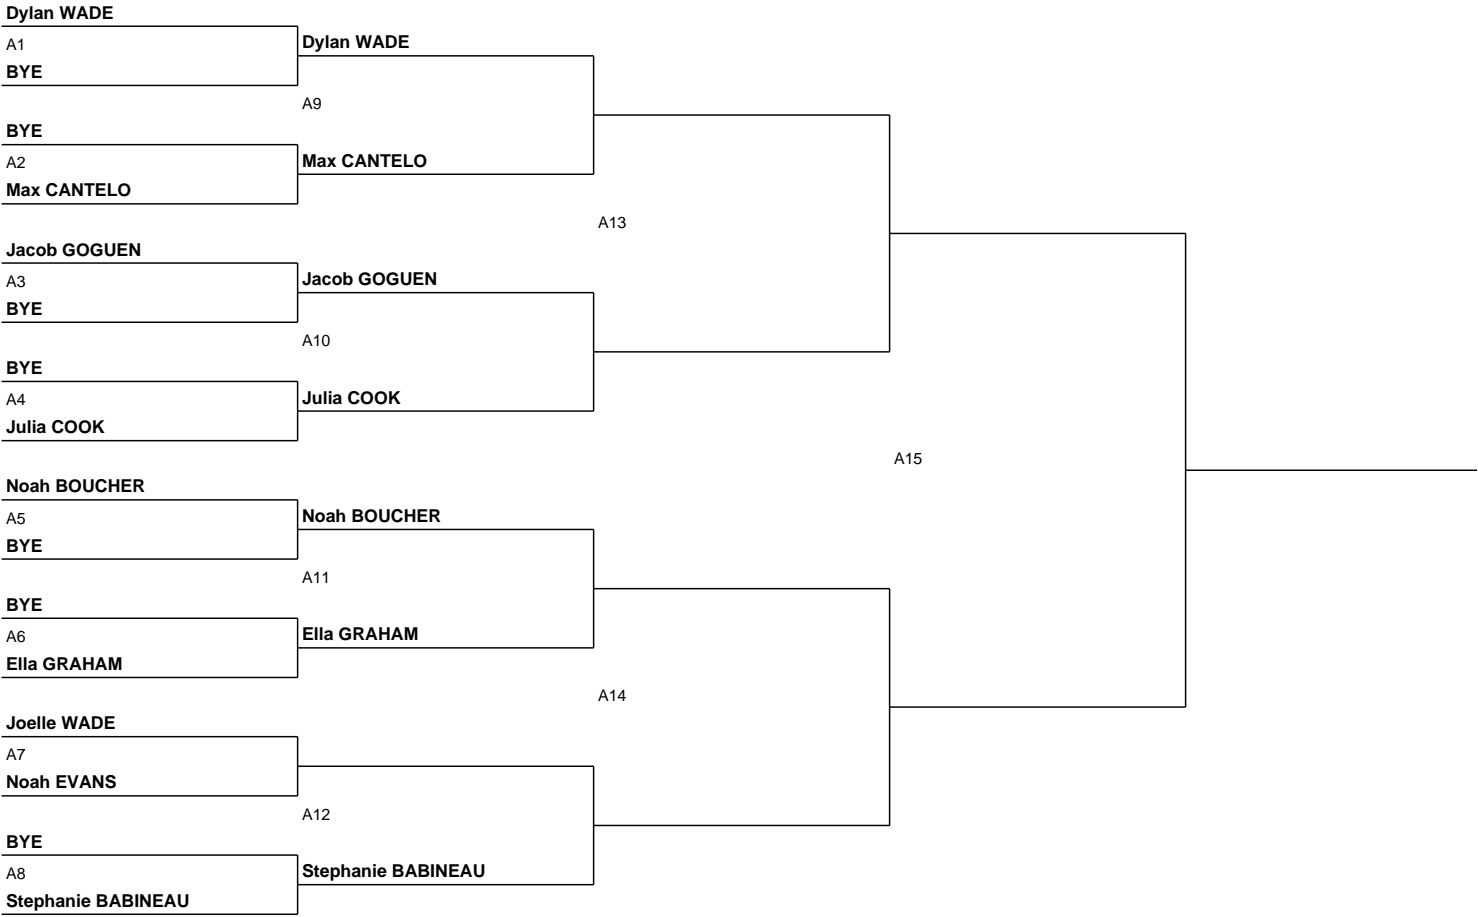 Dylan WADE
A1
BYE
BYE
A2
Max CANTELO
Jacob GOGUEN
A3
BYE
BYE
A4
Julia COOK
Noah BOUCHER
A5
BYE
BYE
A6
Ella GRAHAM
Joelle WADE
A7
Noah EVANS
BYE
A8
Stephanie BABINEAU
Dylan WADE
A9
Max CANTELO
Jacob GOGUEN
A10
Julia COOK
Noah BOUCHER
A11
Ella GRAHAM
A12
Stephanie BABINEAU
A13
A14
A15